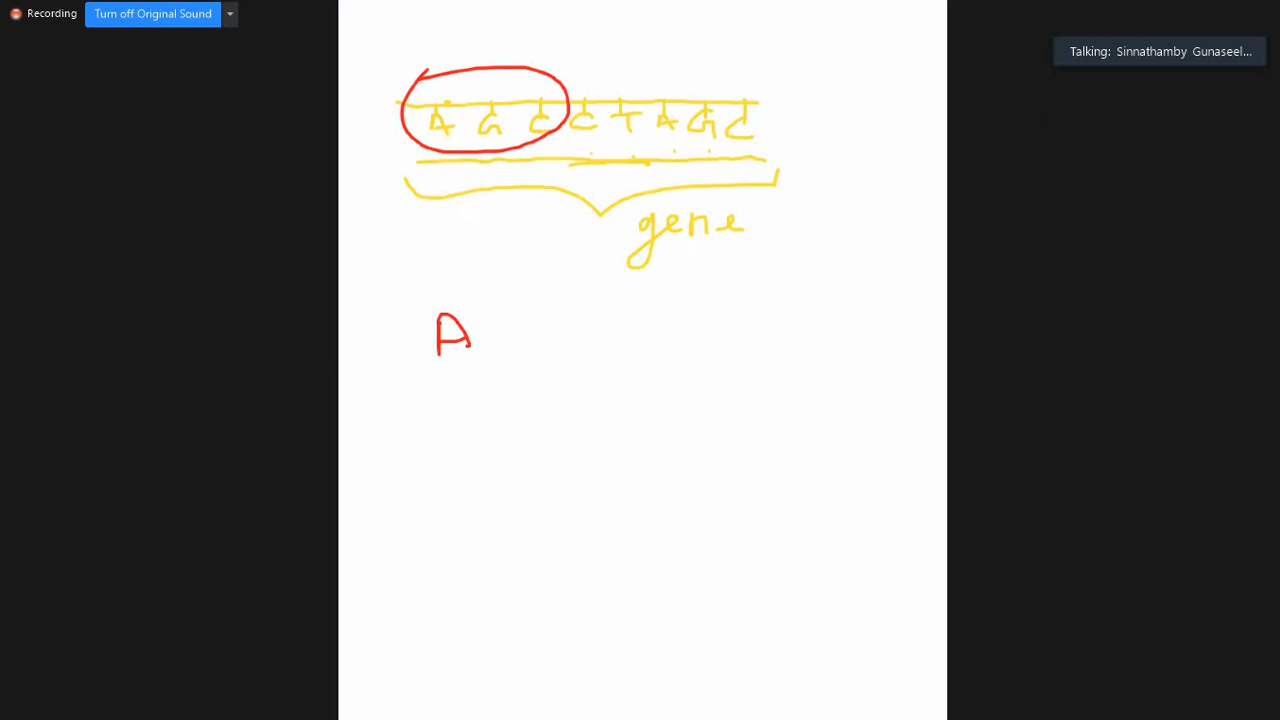 Recording Turn off Original Sound
Talking: Sinnathamby Gunaseel...
A G C C T A G C
gene
A